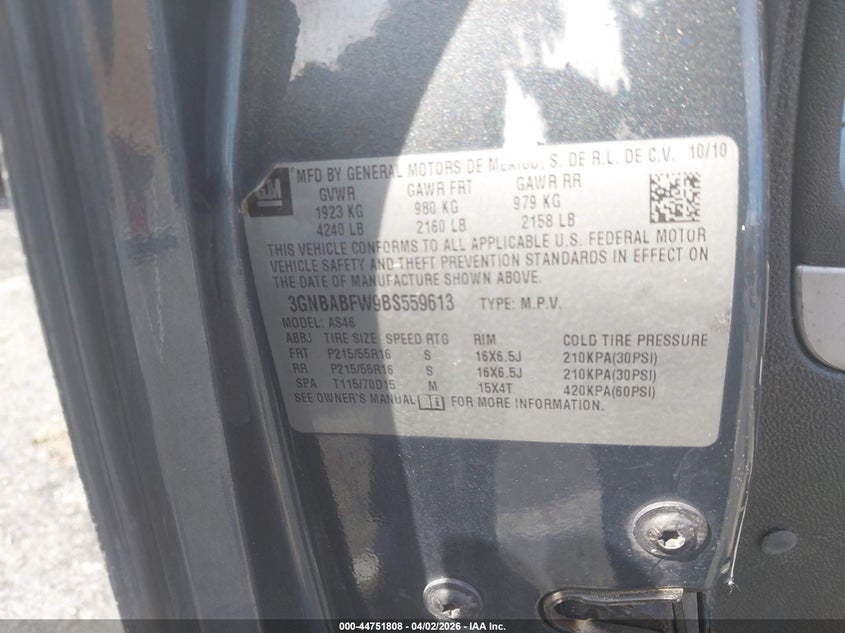 GM
MFD BY GENERAL MOTORS DE MEXICO, S. DE R.L. DE C.V. 10/10
GVWR GAWR FRT GAWR RR
1923 KG 980 KG 979 KG
4240 LB 2160 LB 2158 LB
THIS VEHICLE CONFORMS TO ALL APPLICABLE U.S. FEDERAL MOTOR
VEHICLE SAFETY AND THEFT PREVENTION STANDARDS IN EFFECT ON
THE DATE OF MANUFACTURE SHOWN ABOVE.
3GNBABFW9BS559613 TYPE: M.P.V.
MODEL: AS46
ABBJ TIRE SIZE SPEED RTG RIM COLD TIRE PRESSURE
FRT P215/55R16 S 16X6.5J 210KPA(30PSI)
RR P215/55R16 S 16X6.5J 210KPA(30PSI)
SPA T115/70D15 M 15X4T 420KPA(60PSI)
SEE OWNER'S MANUAL FOR MORE INFORMATION.
000-44751808 - 04/02/2026 - IAA Inc.